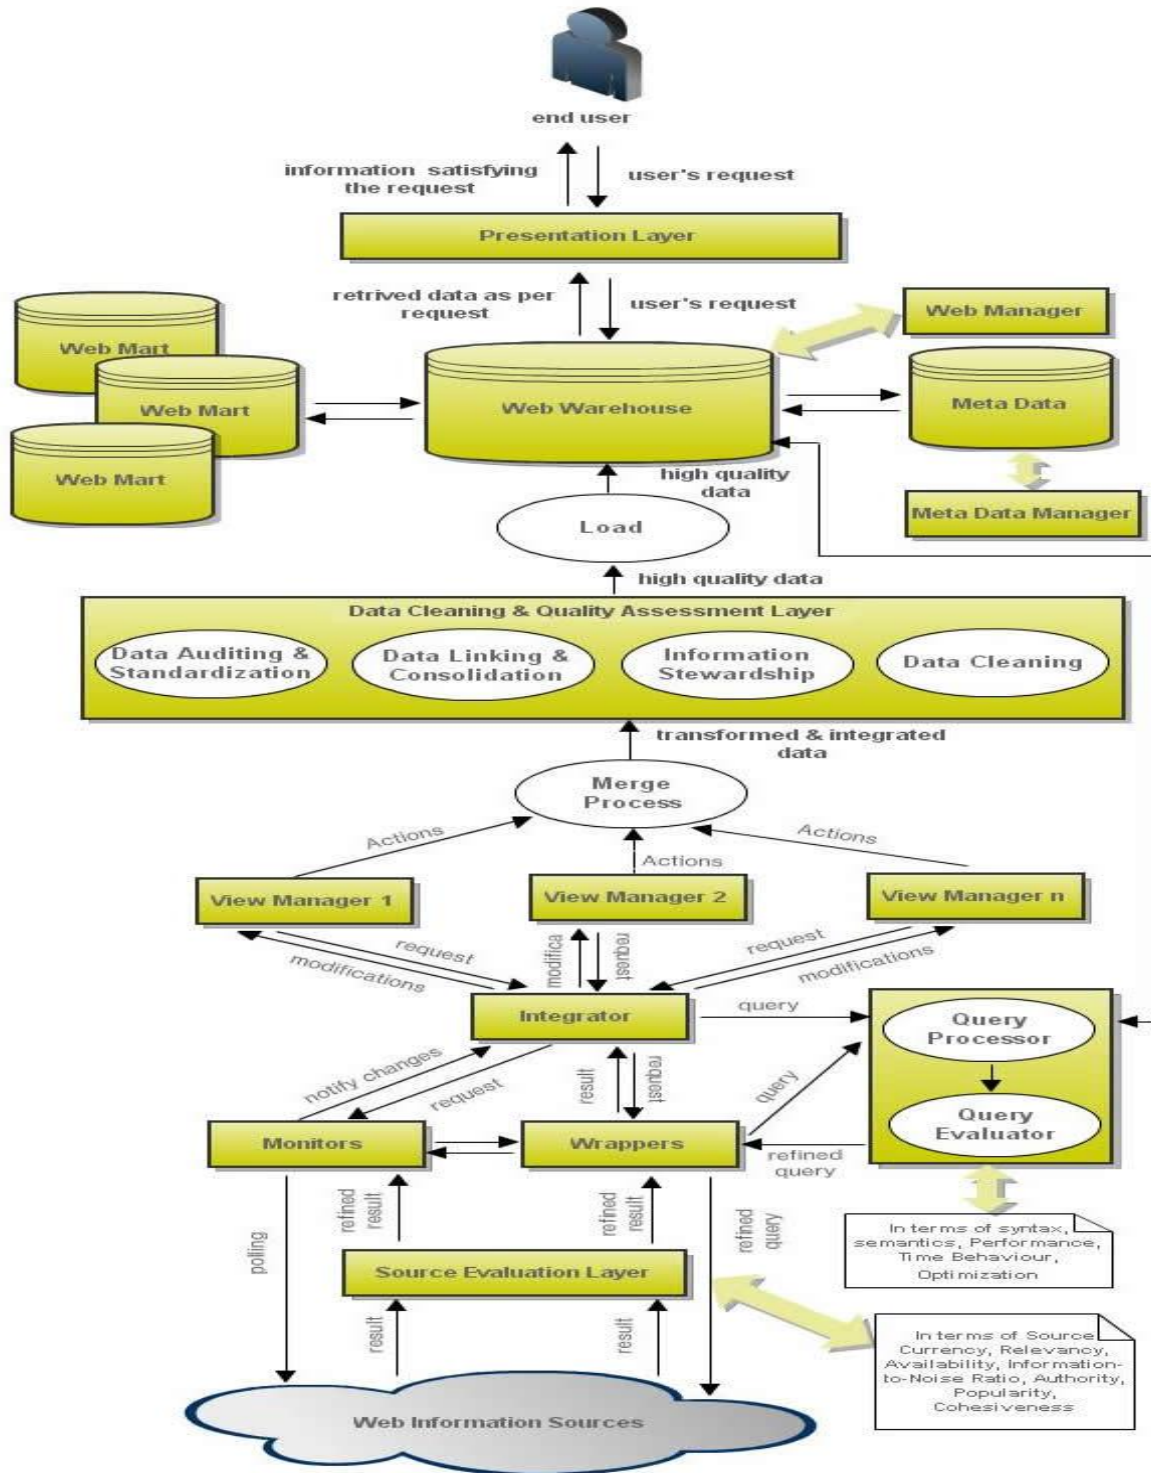 end user
information satisfying
the request
user's request
Presentation Layer
retrived data as per
request
user's request
Web Manager
Web Mart
Web Mart
Web Mart
Web Warehouse
Meta Data
high quality
data
Meta Data Manager
Load
high quality data
Data Cleaning & Quality Assessment Layer
Data Auditing &
Standardization
Data Linking &
Consolidation
Information
Stewardship
Data Cleaning
transformed & integrated
data
Merge
Process
Actions
Actions
Actions
View Manager 1
View Manager 2
View Manager n
request
modifications
modifica
request
request
modifications
Integrator
query
Query
Processor
Query
Evaluator
notify changes
request
result
request
query
Monitors
Wrappers
refined
query
polling
refined
result
refined
result
refined
query
In terms of syntax,
semantics, Performance,
Time Behaviour,
Optimization
Source Evaluation Layer
result
result
In terms of Source
Currency, Relevancy,
Availability, Information-
to-Noise Ratio, Authority,
Popularity,
Cohesiveness
Web Information Sources